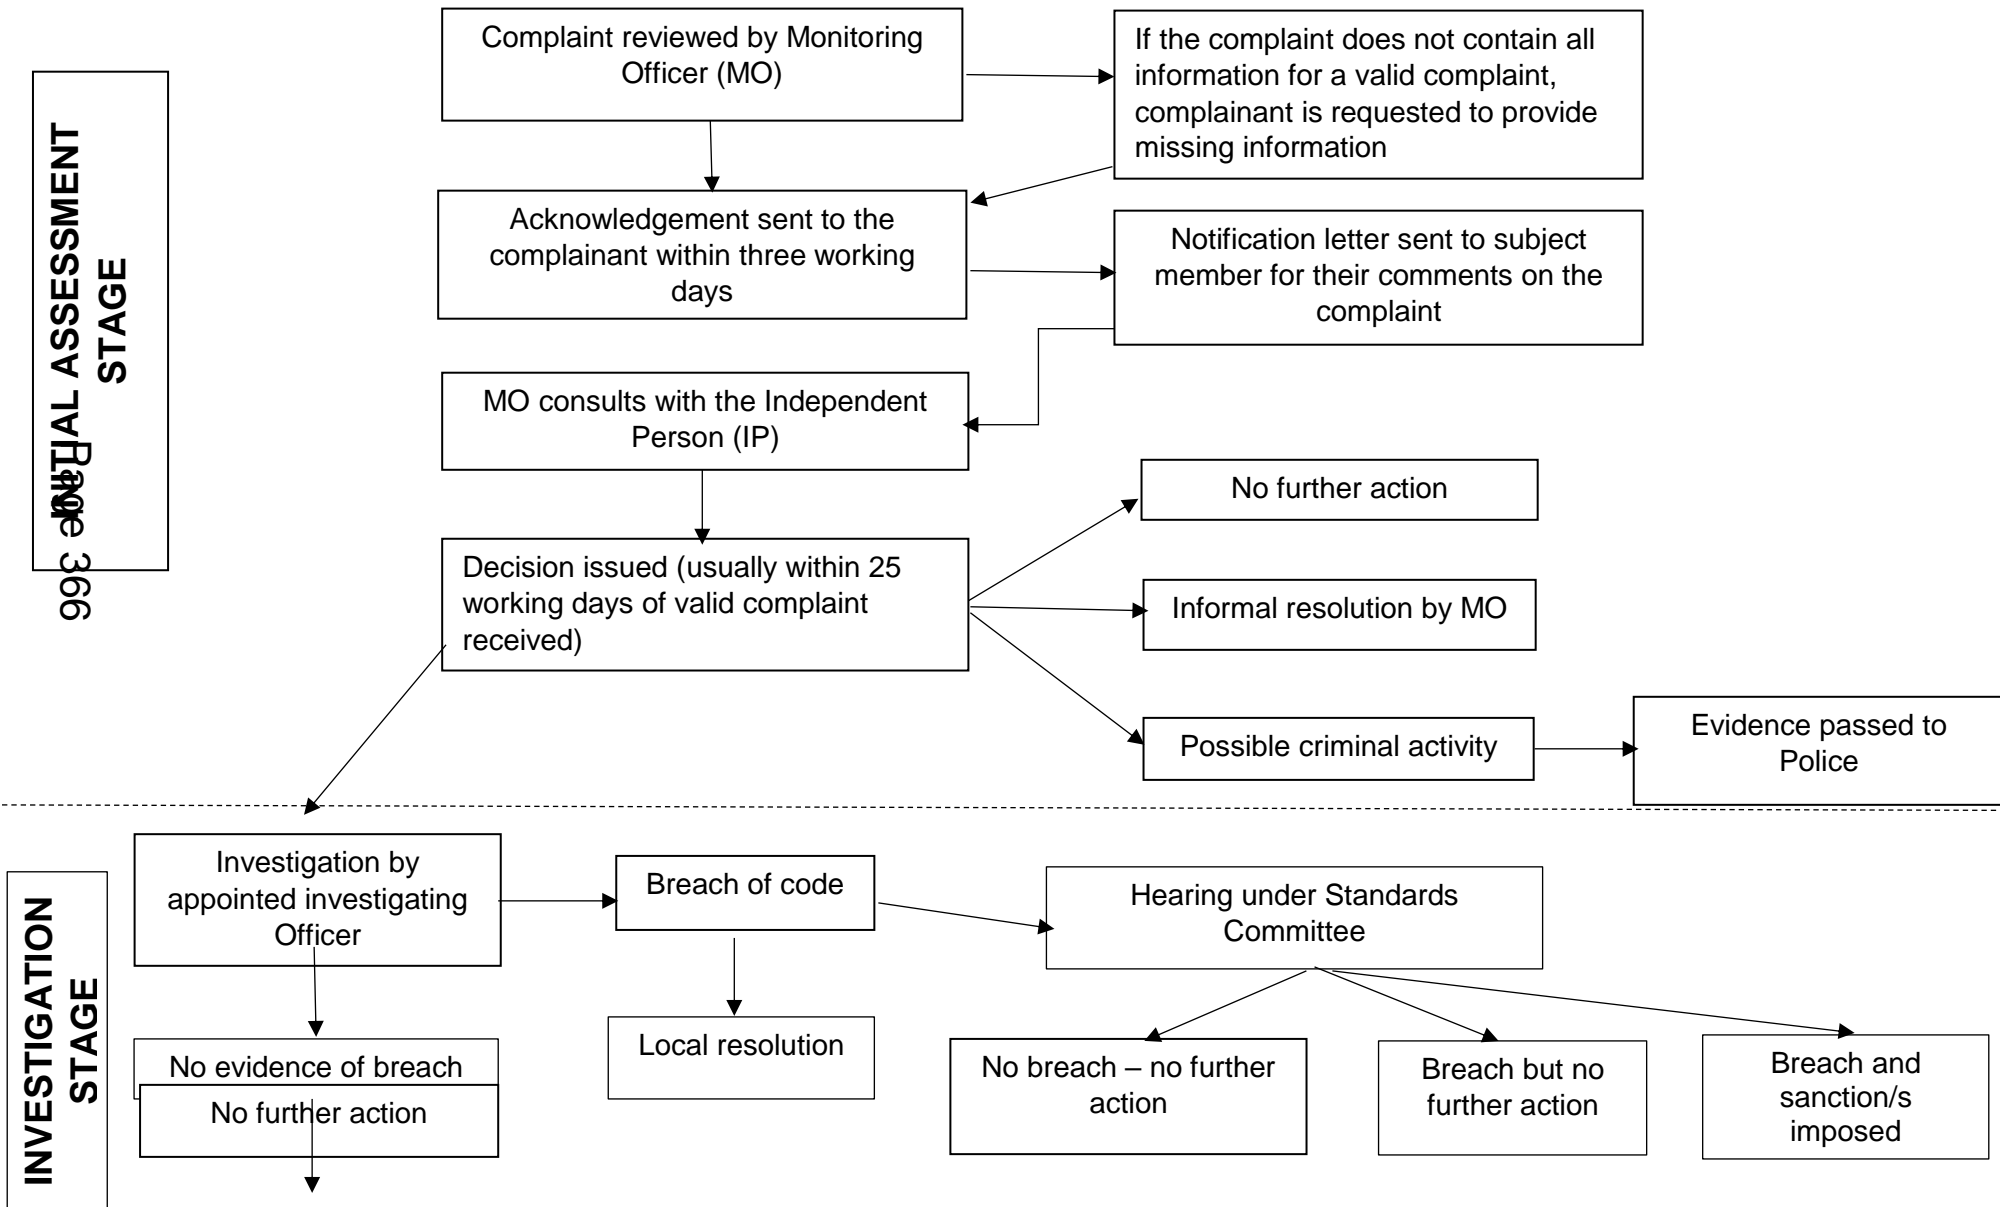 Complaint reviewed by Monitoring
Officer (MO)
If the complaint does not contain all
information for a valid complaint,
complainant is requested to provide
missing information
INITIAL ASSESSMENT
STAGE
Page 366
Acknowledgement sent to the
complainant within three working
days
Notification letter sent to subject
member for their comments on the
complaint
MO consults with the Independent
Person (IP)
No further action
Decision issued (usually within 25
working days of valid complaint
received)
Informal resolution by MO
Possible criminal activity
Evidence passed to
Police
INVESTIGATION
STAGE
Investigation by
appointed investigating
Officer
Breach of code
Hearing under Standards
Committee
No evidence of breach
No further action
Local resolution
No breach – no further
action
Breach but no
further action
Breach and
sanction/s
imposed